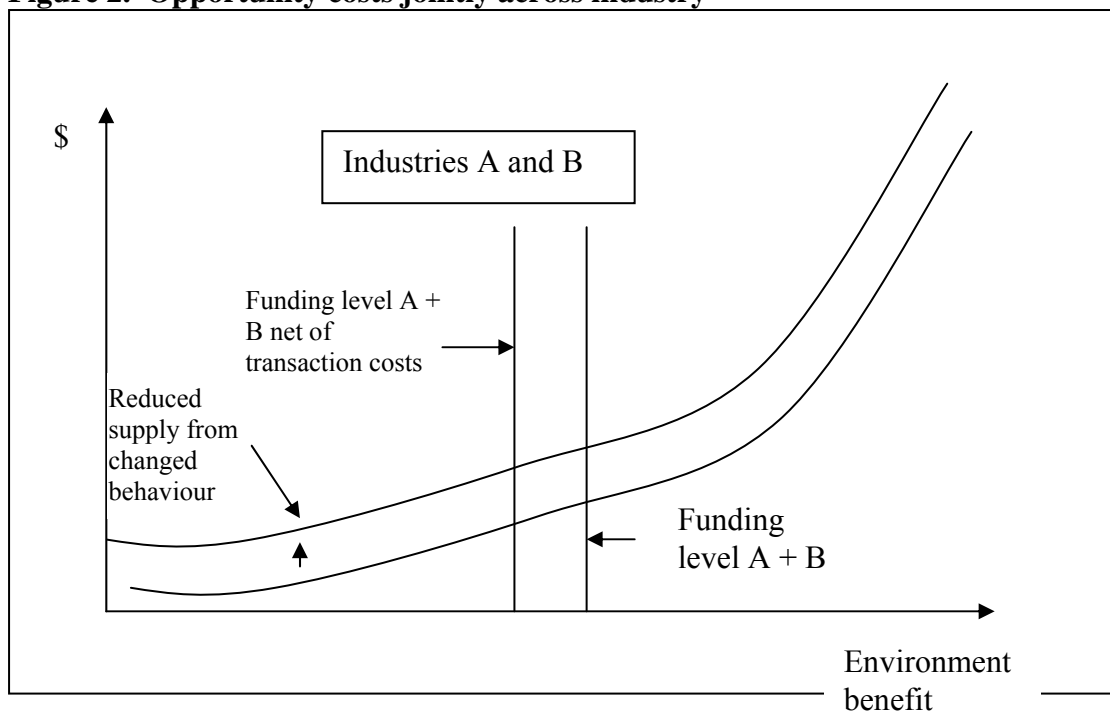 Figure 2. Opportunity costs jointly across industry
$
Industries A and B
Funding level A +
B net of
transaction costs
Reduced
supply from
changed
behaviour
Funding
level A + B
Environment
benefit